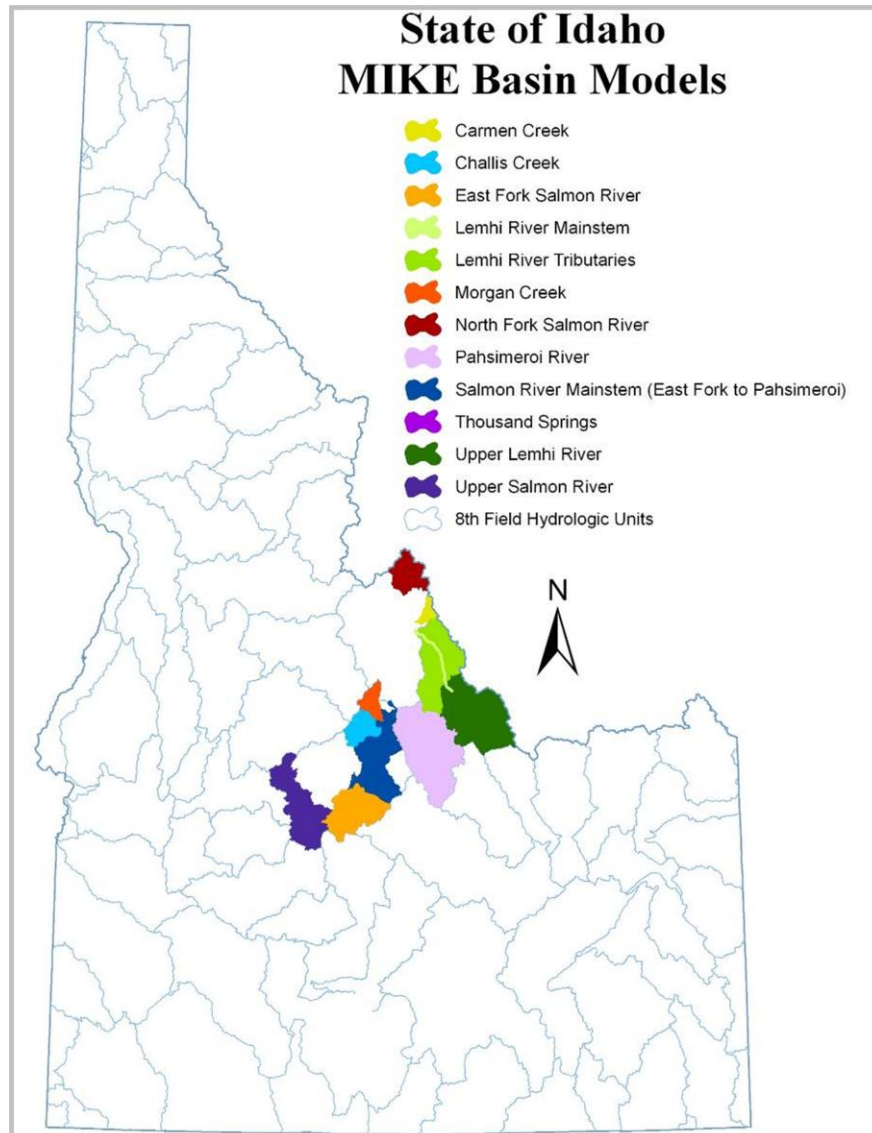 State of Idaho
MIKE Basin Models
Carmen Creek
Challis Creek
East Fork Salmon River
Lemhi River Mainstem
Lemhi River Tributaries
Morgan Creek
North Fork Salmon River
Pahsimeroi River
Salmon River Mainstem (East Fork to Pahsimeroi)
Thousand Springs
Upper Lemhi River
Upper Salmon River
8th Field Hydrologic Units
N